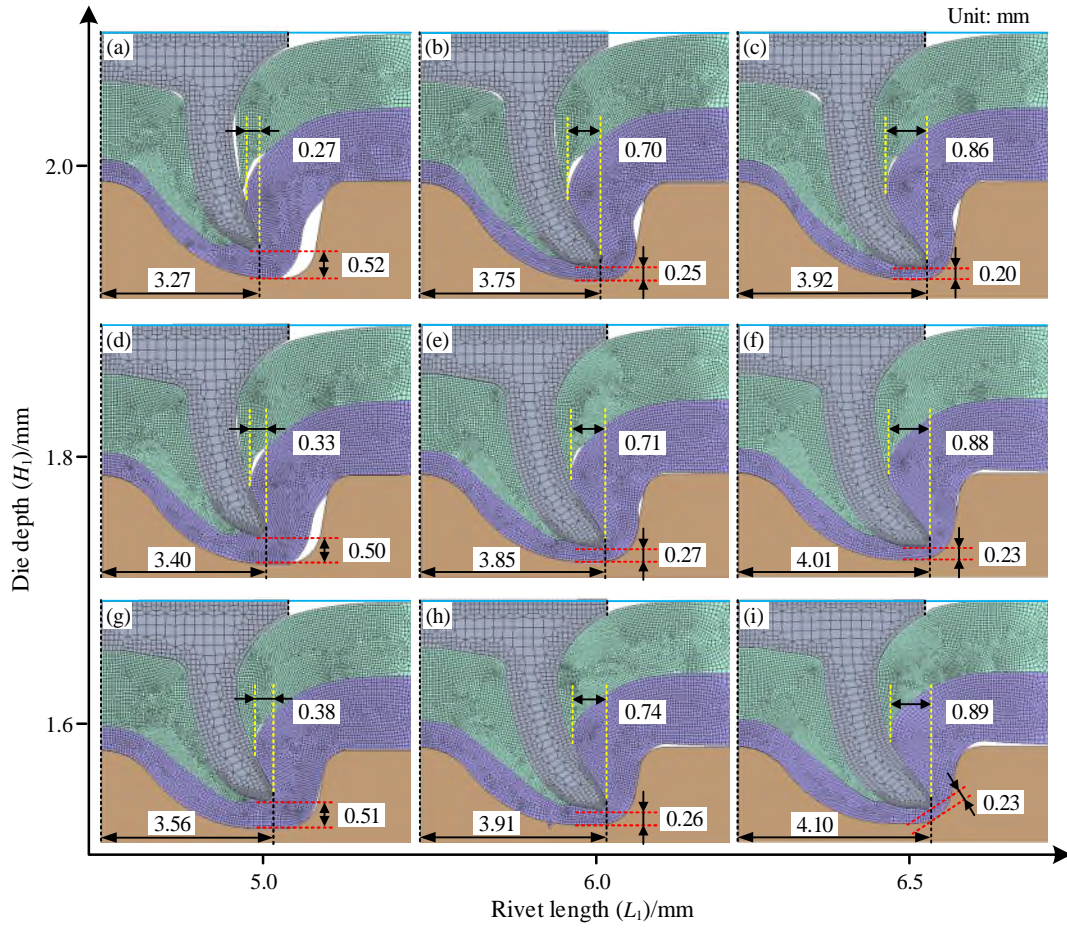 Unit: mm
(a)
(b)
(c)
0.27
0.70
0.86
2.0
0.52
0.25
0.20
3.27
3.75
3.92
(d)
(e)
(f)
0.33
0.71
0.88
1.8
0.50
0.27
0.23
3.40
3.85
4.01
(g)
(h)
(i)
0.38
0.74
0.89
1.6
0.51
0.26
0.23
3.56
3.91
4.10
Die depth (H₁)/mm
5.0
6.0
6.5
Rivet length (L₁)/mm